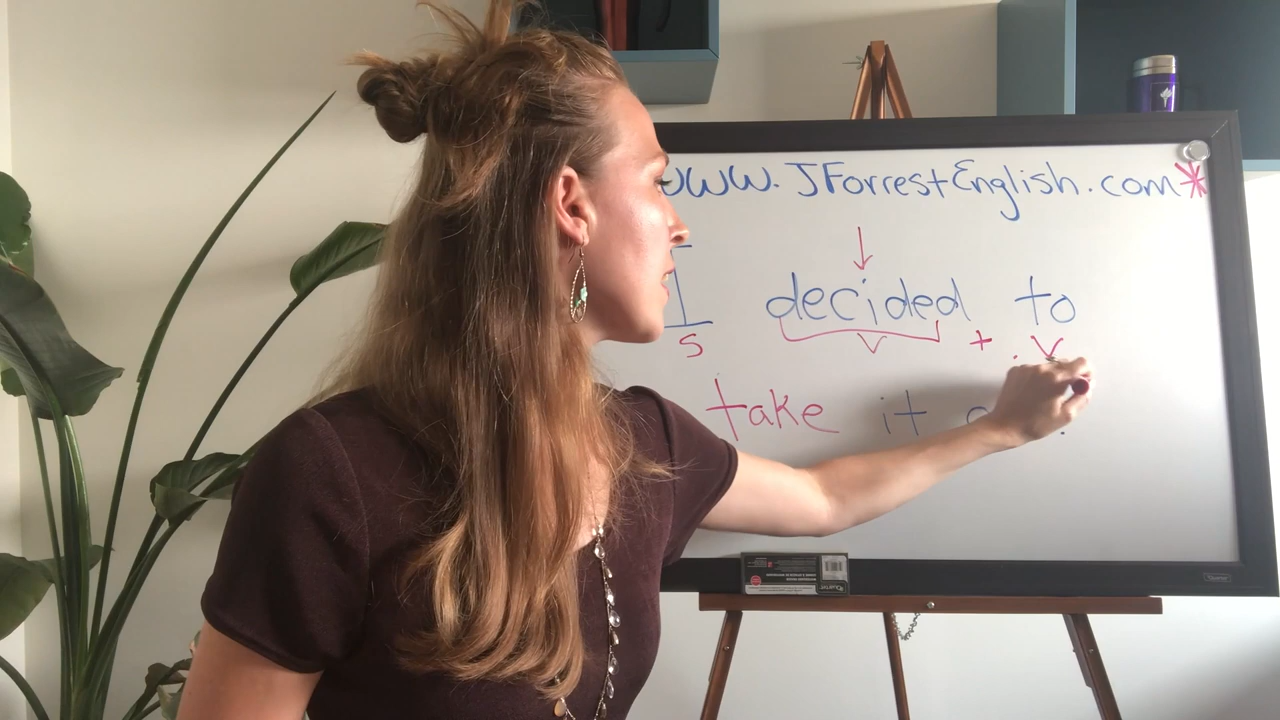 www.JForrestEnglish.com*
I decided to
S V + . V
take it